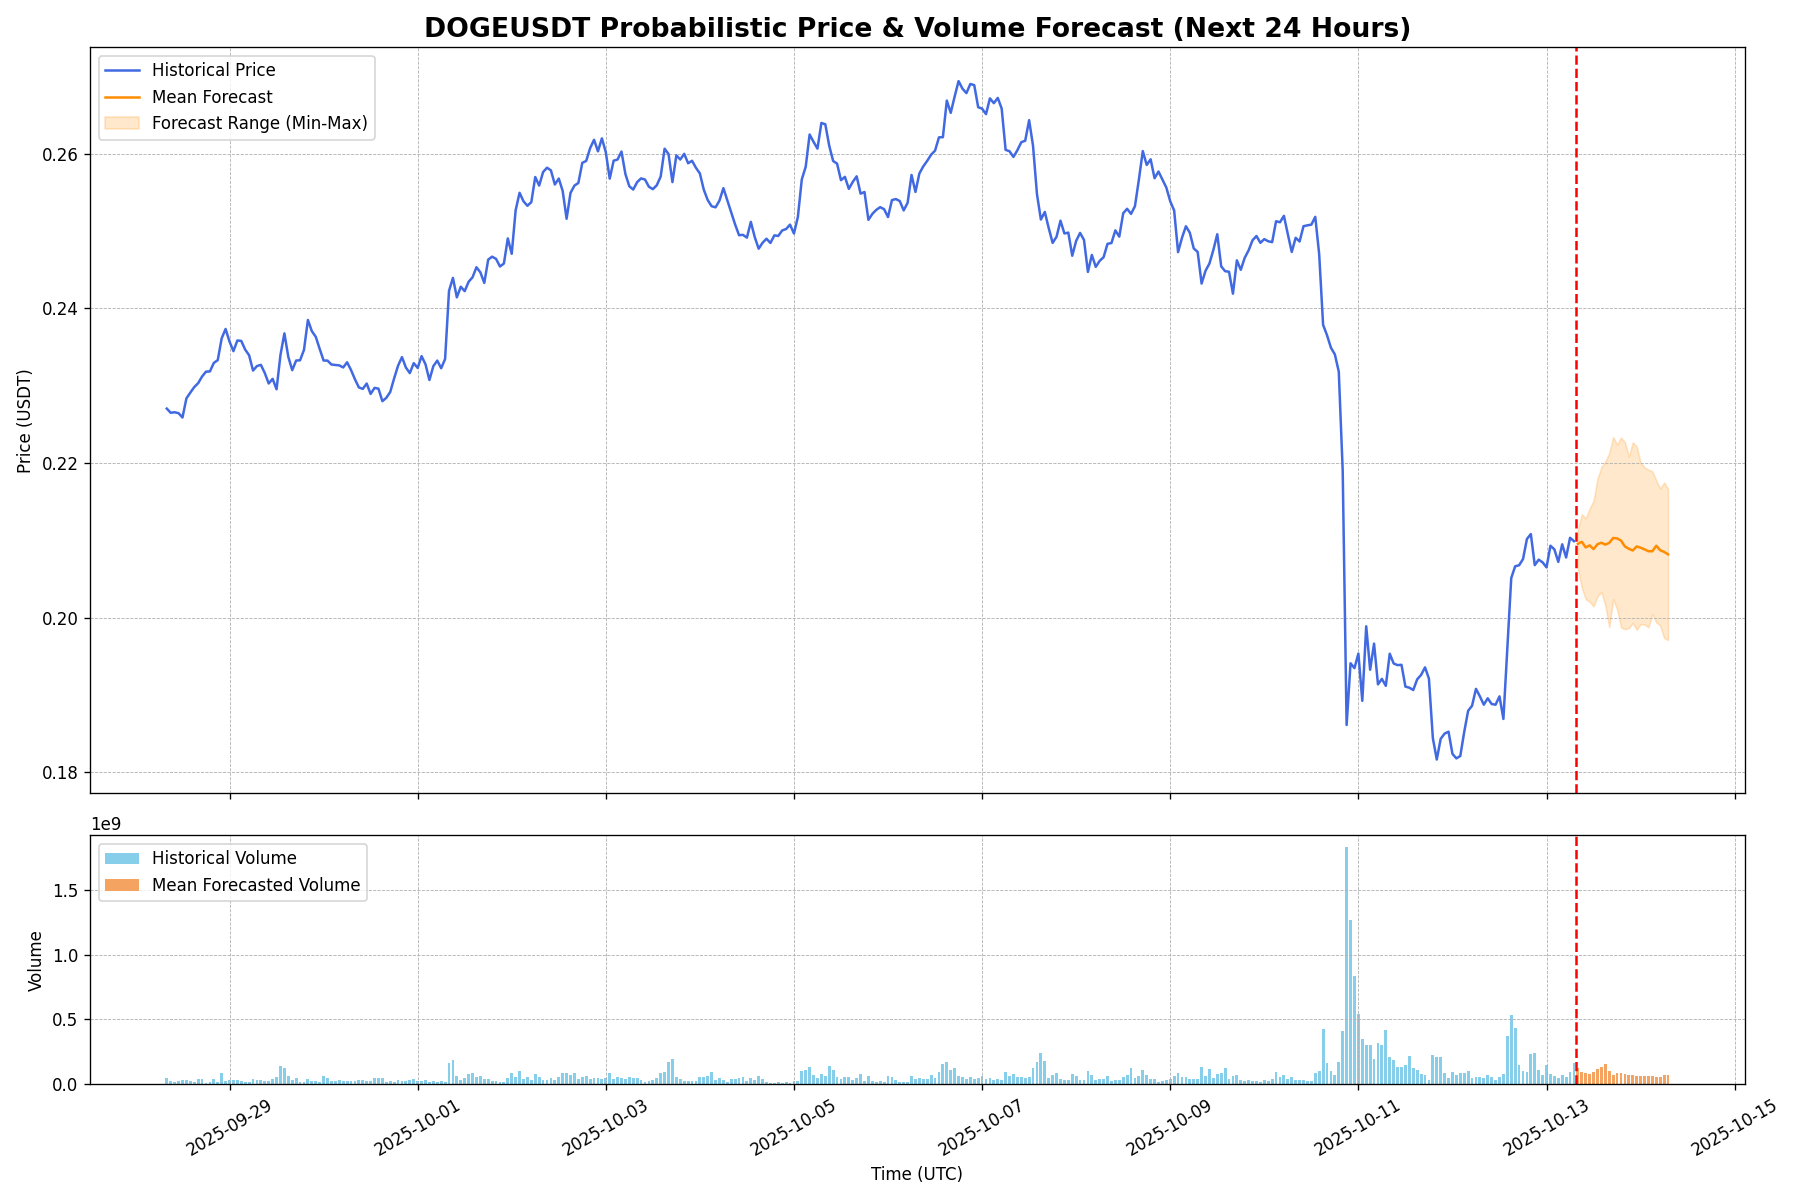 DOGEUSDT Probabilistic Price & Volume Forecast (Next 24 Hours)
Historical Price
Mean Forecast
Forecast Range (Min-Max)
Price (USDT)
0.26
0.24
0.22
0.20
0.18
1e9
Historical Volume
Mean Forecasted Volume
Volume
1.5
1.0
0.5
0.0
2025-09-29
2025-10-01
2025-10-03
2025-10-05
2025-10-07
2025-10-09
2025-10-11
2025-10-13
2025-10-15
Time (UTC)